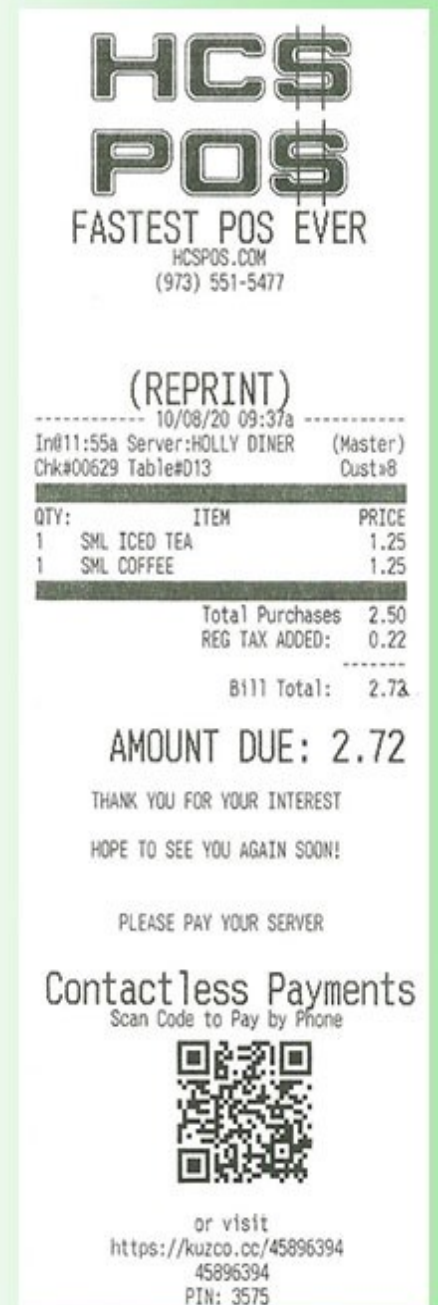 HCS
POS
FASTEST POS EVER
HCSPOS.COM
(973) 551-5477
(REPRINT)
------------ 10/08/20 09:37a -----------
In@11:55a Server:HOLLY DINER (Master)
Chk#00629 Table#D13 Cust»8
QTY: ITEM PRICE
1 SML ICED TEA 1.25
1 SML COFFEE 1.25
Total Purchases 2.50
REG TAX ADDED: 0.22
-------
Bill Total: 2.72
AMOUNT DUE: 2.72
THANK YOU FOR YOUR INTEREST
HOPE TO SEE YOU AGAIN SOON!
PLEASE PAY YOUR SERVER
Contactless Payments
Scan Code to Pay by Phone
or visit
https://kuzco.cc/45896394
45896394
PIN: 3575